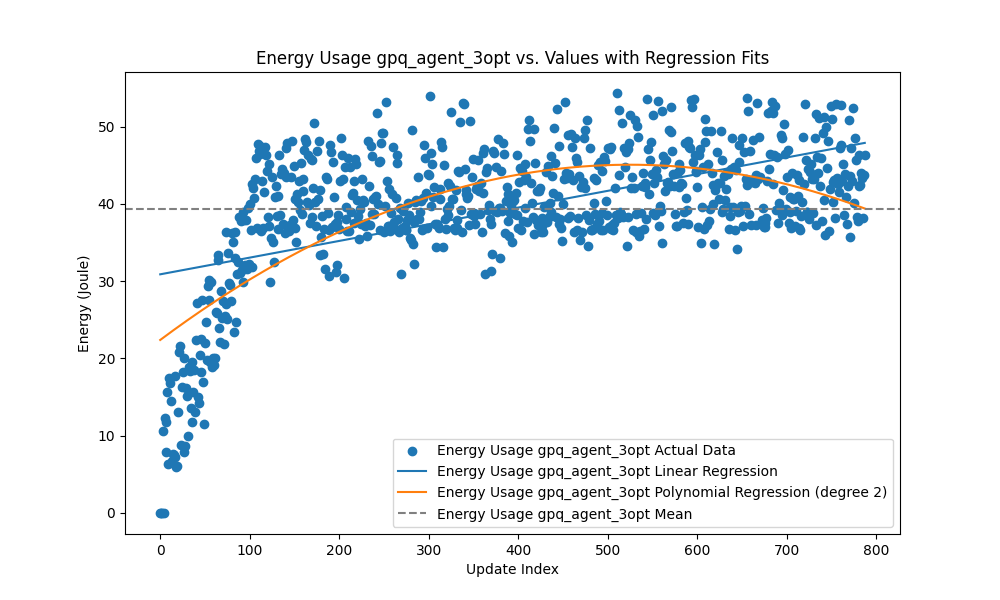 Energy Usage gpq_agent_3opt vs. Values with Regression Fits
Energy (Joule)
50
40
30
20
10
0
0 100 200 300 400 500 600 700 800
Update Index
Energy Usage gpq_agent_3opt Actual Data
Energy Usage gpq_agent_3opt Linear Regression
Energy Usage gpq_agent_3opt Polynomial Regression (degree 2)
Energy Usage gpq_agent_3opt Mean